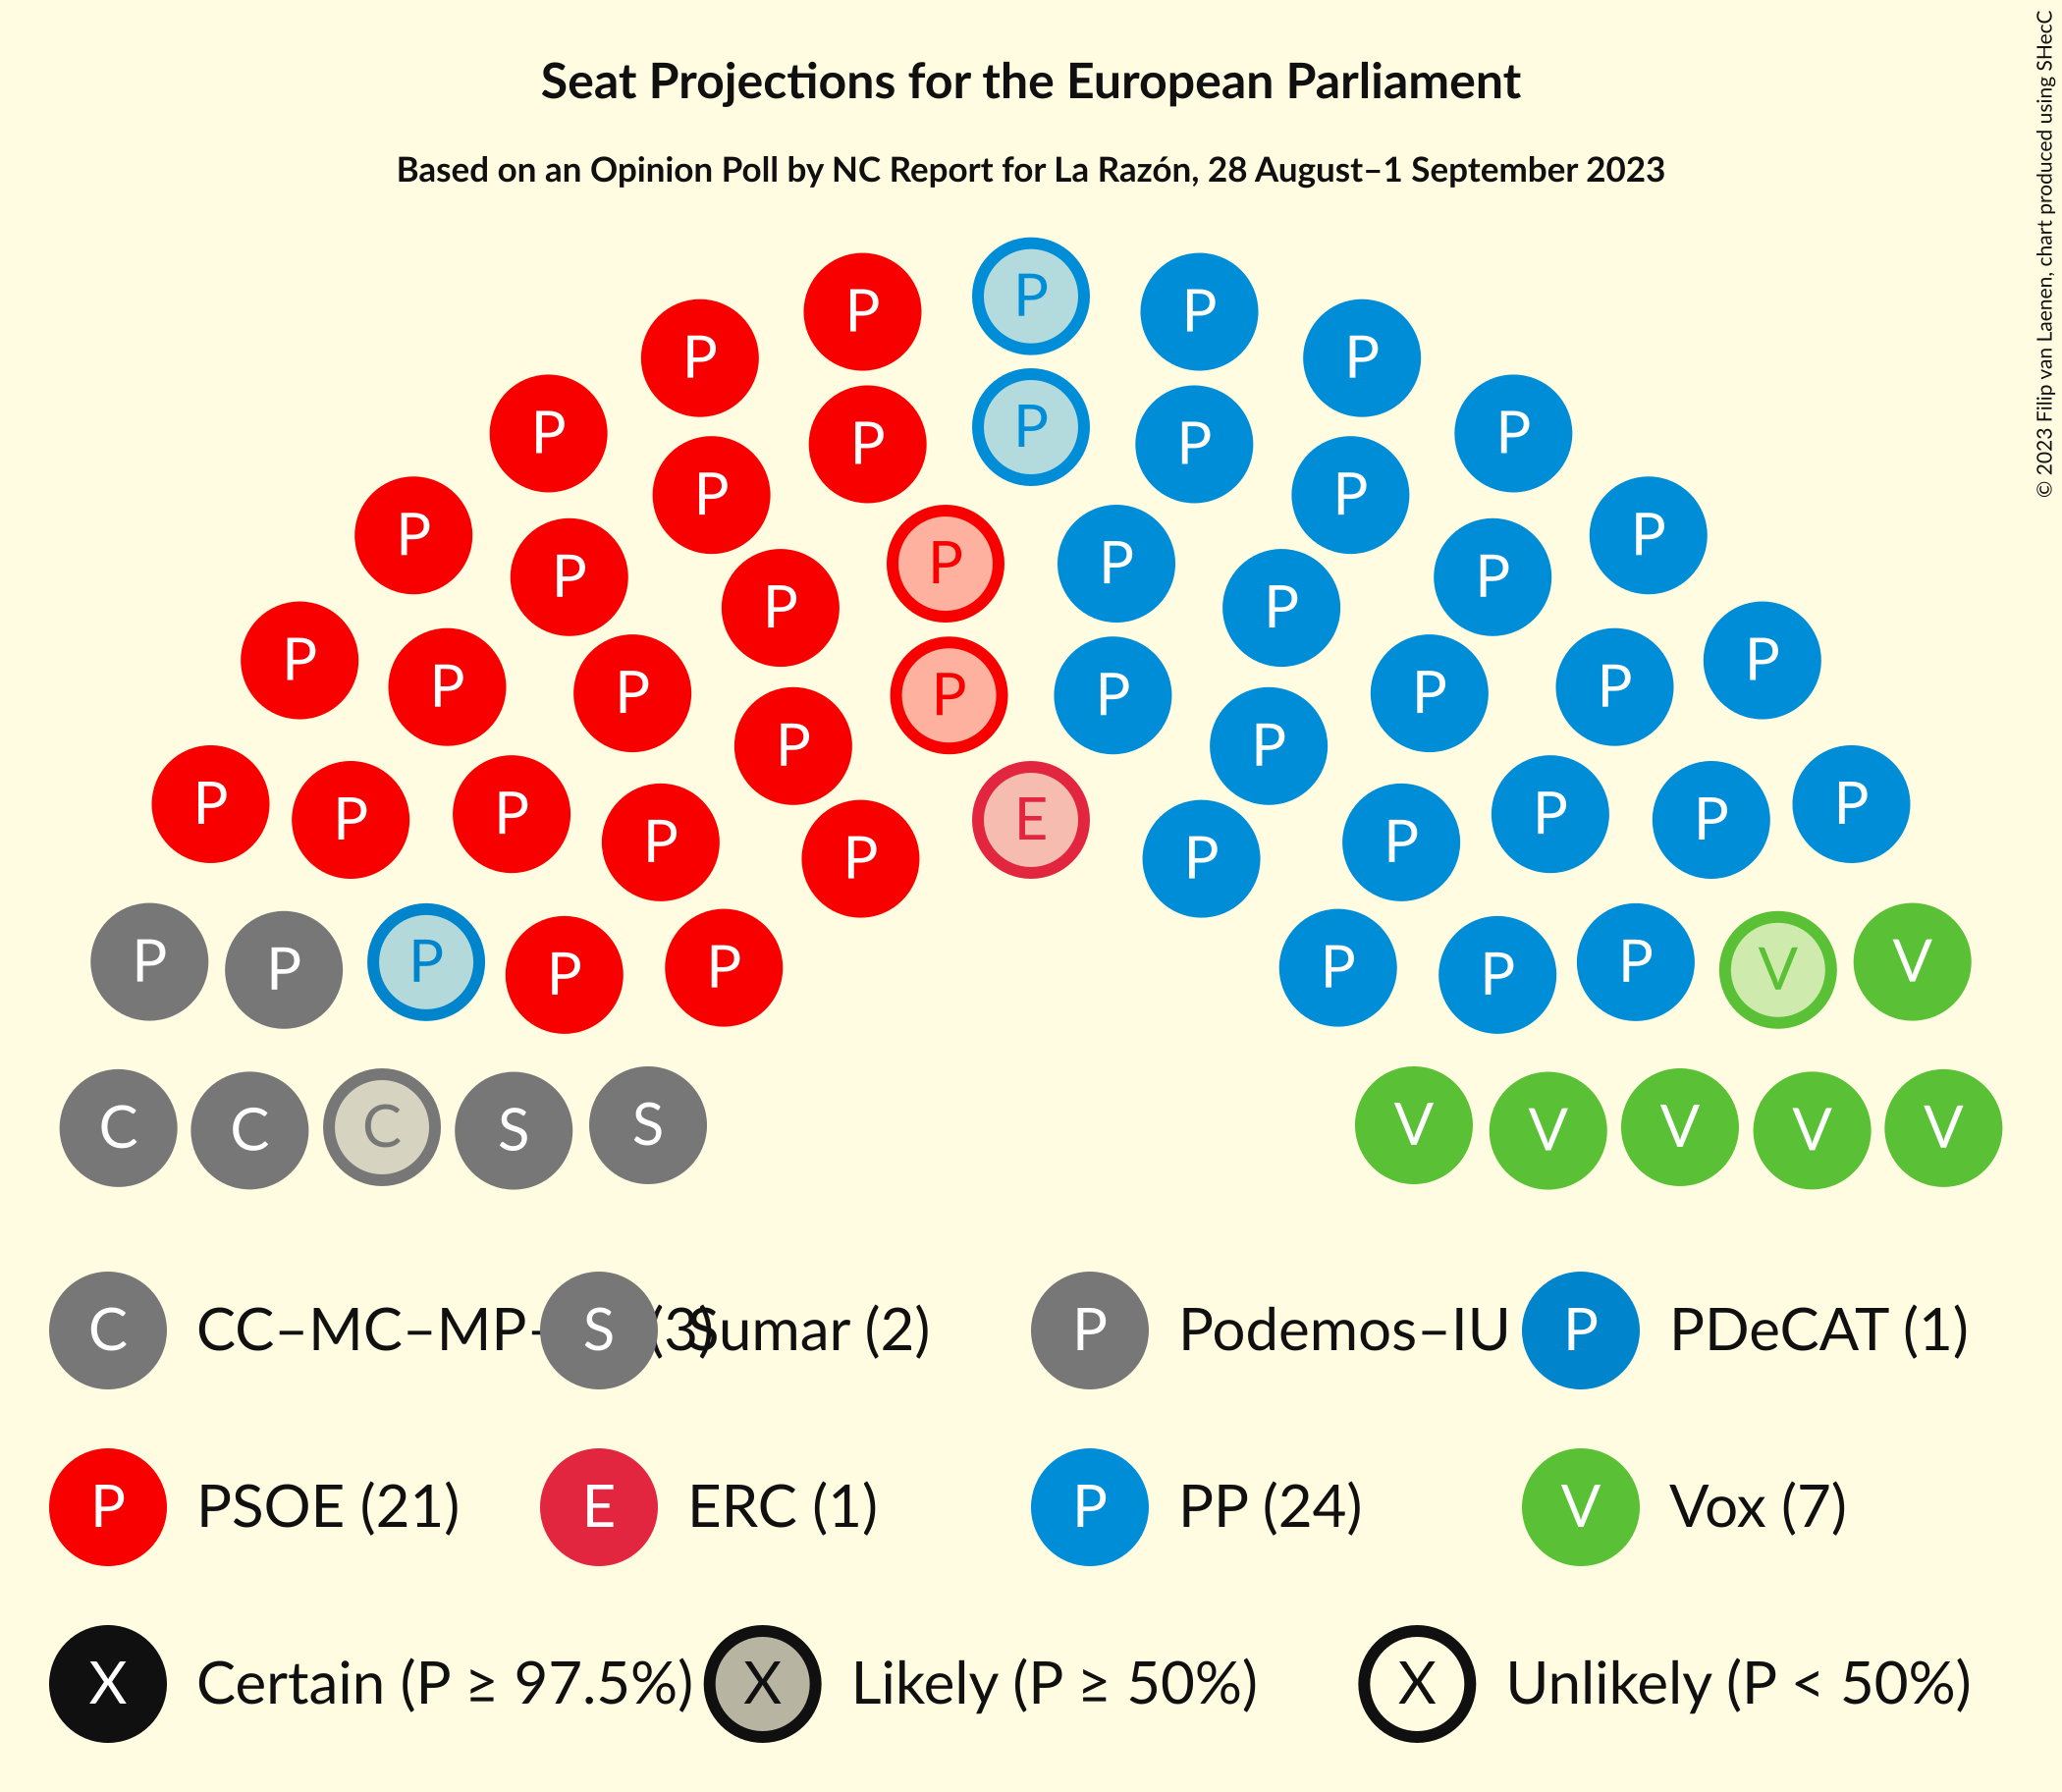 Seat Projections for the European Parliament
Based on an Opinion Poll by NC Report for La Razón, 28 August–1 September 2023
© 2023 Filip van Laenen, chart produced using SHecC
P
P P
P P
P
P P
P P
P P
P P
P P
P P
P P
P P
P P
P P P P
P P
P P
P P
P E P
P P
P P
P P P P P P P P V V
C C C S S V V V V V
C CC–MC–MP– (3) S Sumar (2) P Podemos–IU P PDeCAT (1)
P PSOE (21) E ERC (1) P PP (24) V Vox (7)
X Certain (P ≥ 97.5%) X Likely (P ≥ 50%) X Unlikely (P < 50%)